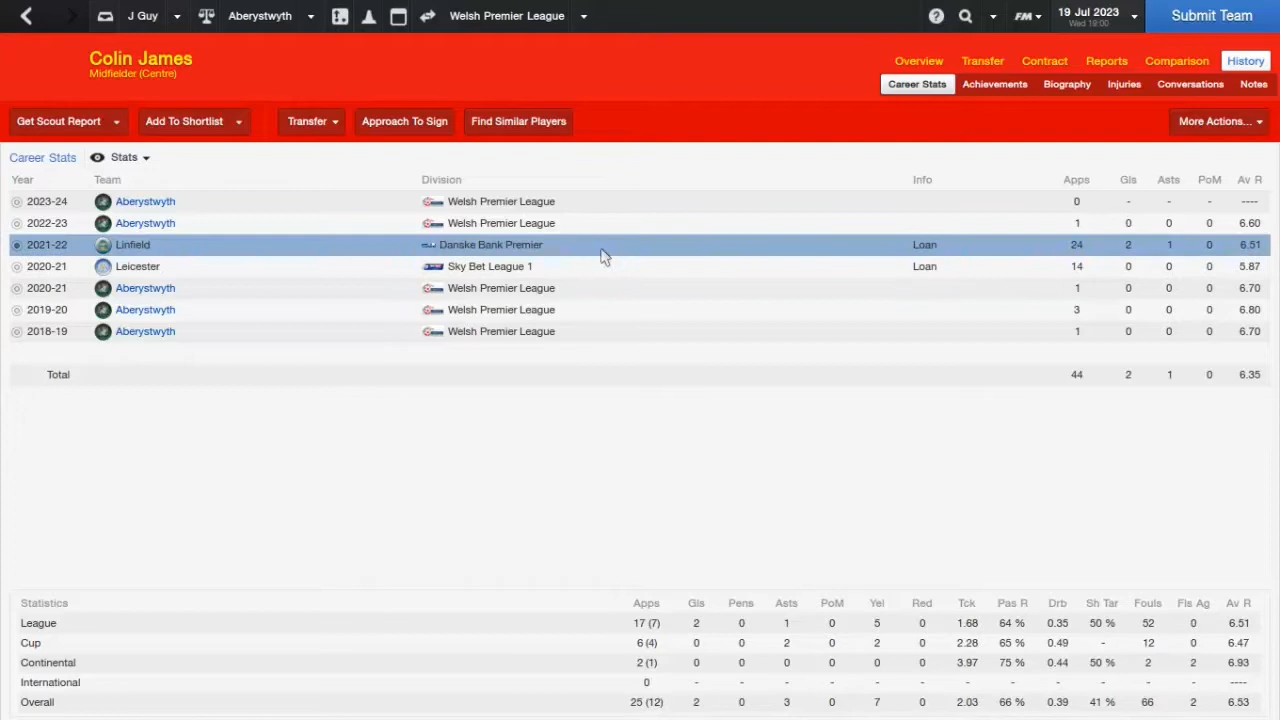 J Guy Aberystwyth Welsh Premier League FM 19 Jul 2023 Submit Team
Wed 19:00
Colin James
Midfielder (Centre)
Overview Transfer Contract Reports Comparison History
Career Stats Achievements Biography Injuries Conversations Notes
Get Scout Report Add To Shortlist Transfer Approach To Sign Find Similar Players More Actions...
Career Stats Stats
Year Team Division Info Apps Gls Asts PoM Av R
2023-24 Aberystwyth Welsh Premier League 0 - - - ----
2022-23 Aberystwyth Welsh Premier League 1 0 0 0 6.60
2021-22 Linfield Danske Bank Premier Loan 24 2 1 0 6.51
2020-21 Leicester Sky Bet League 1 Loan 14 0 0 0 5.87
2020-21 Aberystwyth Welsh Premier League 1 0 0 0 6.70
2019-20 Aberystwyth Welsh Premier League 3 0 0 0 6.80
2018-19 Aberystwyth Welsh Premier League 1 0 0 0 6.70
Total 44 2 1 0 6.35
Statistics Apps Gls Pens Asts PoM Yel Red Tck Pas R Drb Sh Tar Fouls Fls Ag Av R
League 17 (7) 2 0 1 0 5 0 1.68 64 % 0.35 50 % 52 0 6.51
Cup 6 (4) 0 0 2 0 2 0 2.28 65 % 0.49 - 12 0 6.47
Continental 2 (1) 0 0 0 0 0 0 3.97 75 % 0.44 50 % 2 2 6.93
International 0 - - - - - - - - - - - - ----
Overall 25 (12) 2 0 3 0 7 0 2.03 66 % 0.39 41 % 66 2 6.53